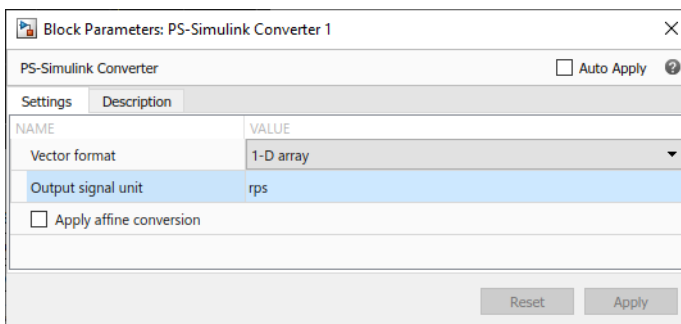 Block Parameters: PS-Simulink Converter 1
PS-Simulink Converter Auto Apply
Settings Description
NAME VALUE
Vector format 1-D array
Output signal unit rps
Apply affine conversion
Reset Apply